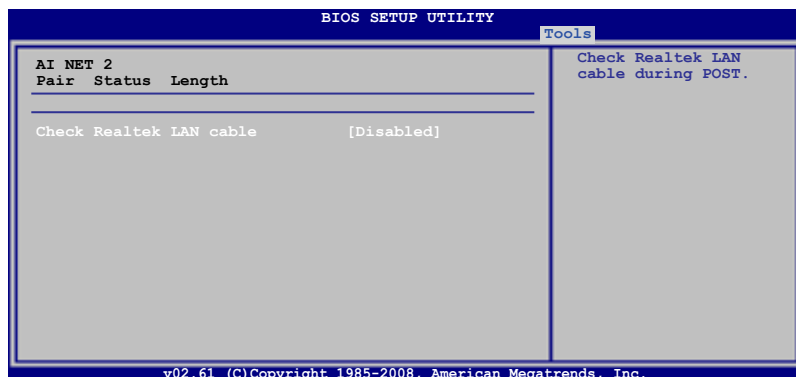 BIOS SETUP UTILITY
Tools
AI NET 2
Pair Status Length
Check Realtek LAN cable [Disabled]
Check Realtek LAN
cable during POST.
v02.61 (C)Copyright 1985-2008, American Megatrends, Inc.